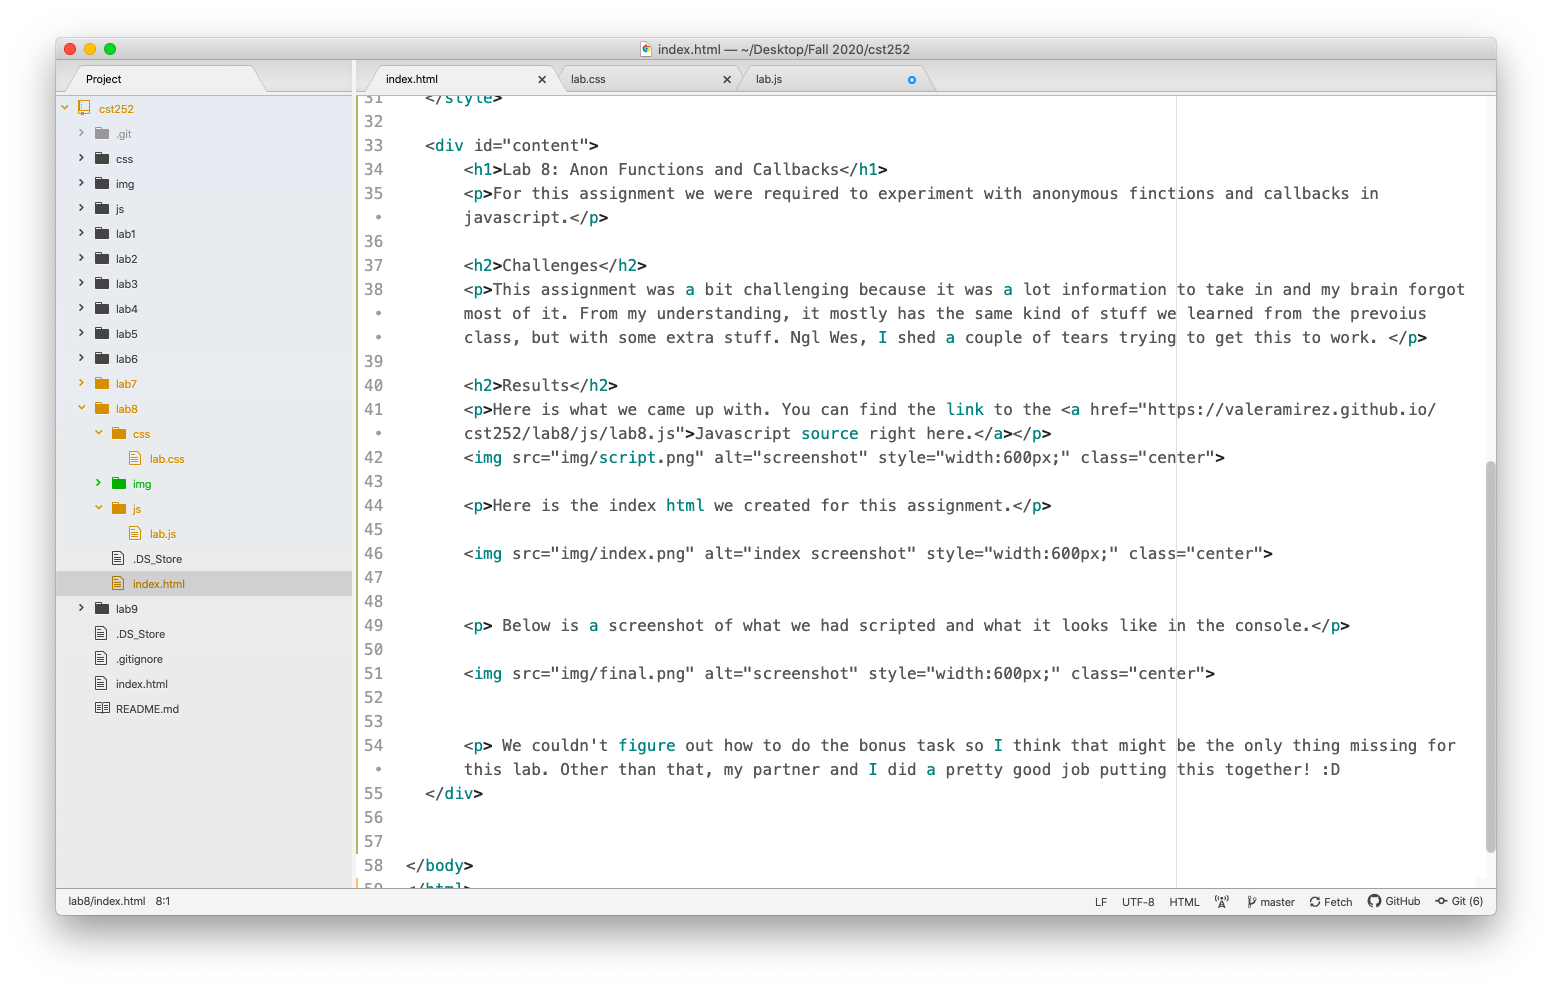 index.html — ~/Desktop/Fall 2020/cst252
Project
index.html
lab.css
lab.js
cst252
.git
css
img
js
lab1
lab2
lab3
lab4
lab5
lab6
lab7
lab8
css
lab.css
img
js
lab.js
.DS_Store
index.html
lab9
.DS_Store
.gitignore
index.html
README.md
31 </style>
32
33 <div id="content">
34 <h1>Lab 8: Anon Functions and Callbacks</h1>
35 <p>For this assignment we were required to experiment with anonymous finctions and callbacks in
• javascript.</p>
36
37 <h2>Challenges</h2>
38 <p>This assignment was a bit challenging because it was a lot information to take in and my brain forgot
• most of it. From my understanding, it mostly has the same kind of stuff we learned from the prevoius
• class, but with some extra stuff. Ngl Wes, I shed a couple of tears trying to get this to work. </p>
39
40 <h2>Results</h2>
41 <p>Here is what we came up with. You can find the link to the <a href="https://valeramirez.github.io/
• cst252/lab8/js/lab8.js">Javascript source right here.</a></p>
42 <img src="img/script.png" alt="screenshot" style="width:600px;" class="center">
43
44 <p>Here is the index html we created for this assignment.</p>
45
46 <img src="img/index.png" alt="index screenshot" style="width:600px;" class="center">
47
48
49 <p> Below is a screenshot of what we had scripted and what it looks like in the console.</p>
50
51 <img src="img/final.png" alt="screenshot" style="width:600px;" class="center">
52
53
54 <p> We couldn't figure out how to do the bonus task so I think that might be the only thing missing for
• this lab. Other than that, my partner and I did a pretty good job putting this together! :D
55 </div>
56
57
58 </body>
59 </html>
lab8/index.html 8:1
LF UTF-8 HTML master Fetch GitHub Git (6)